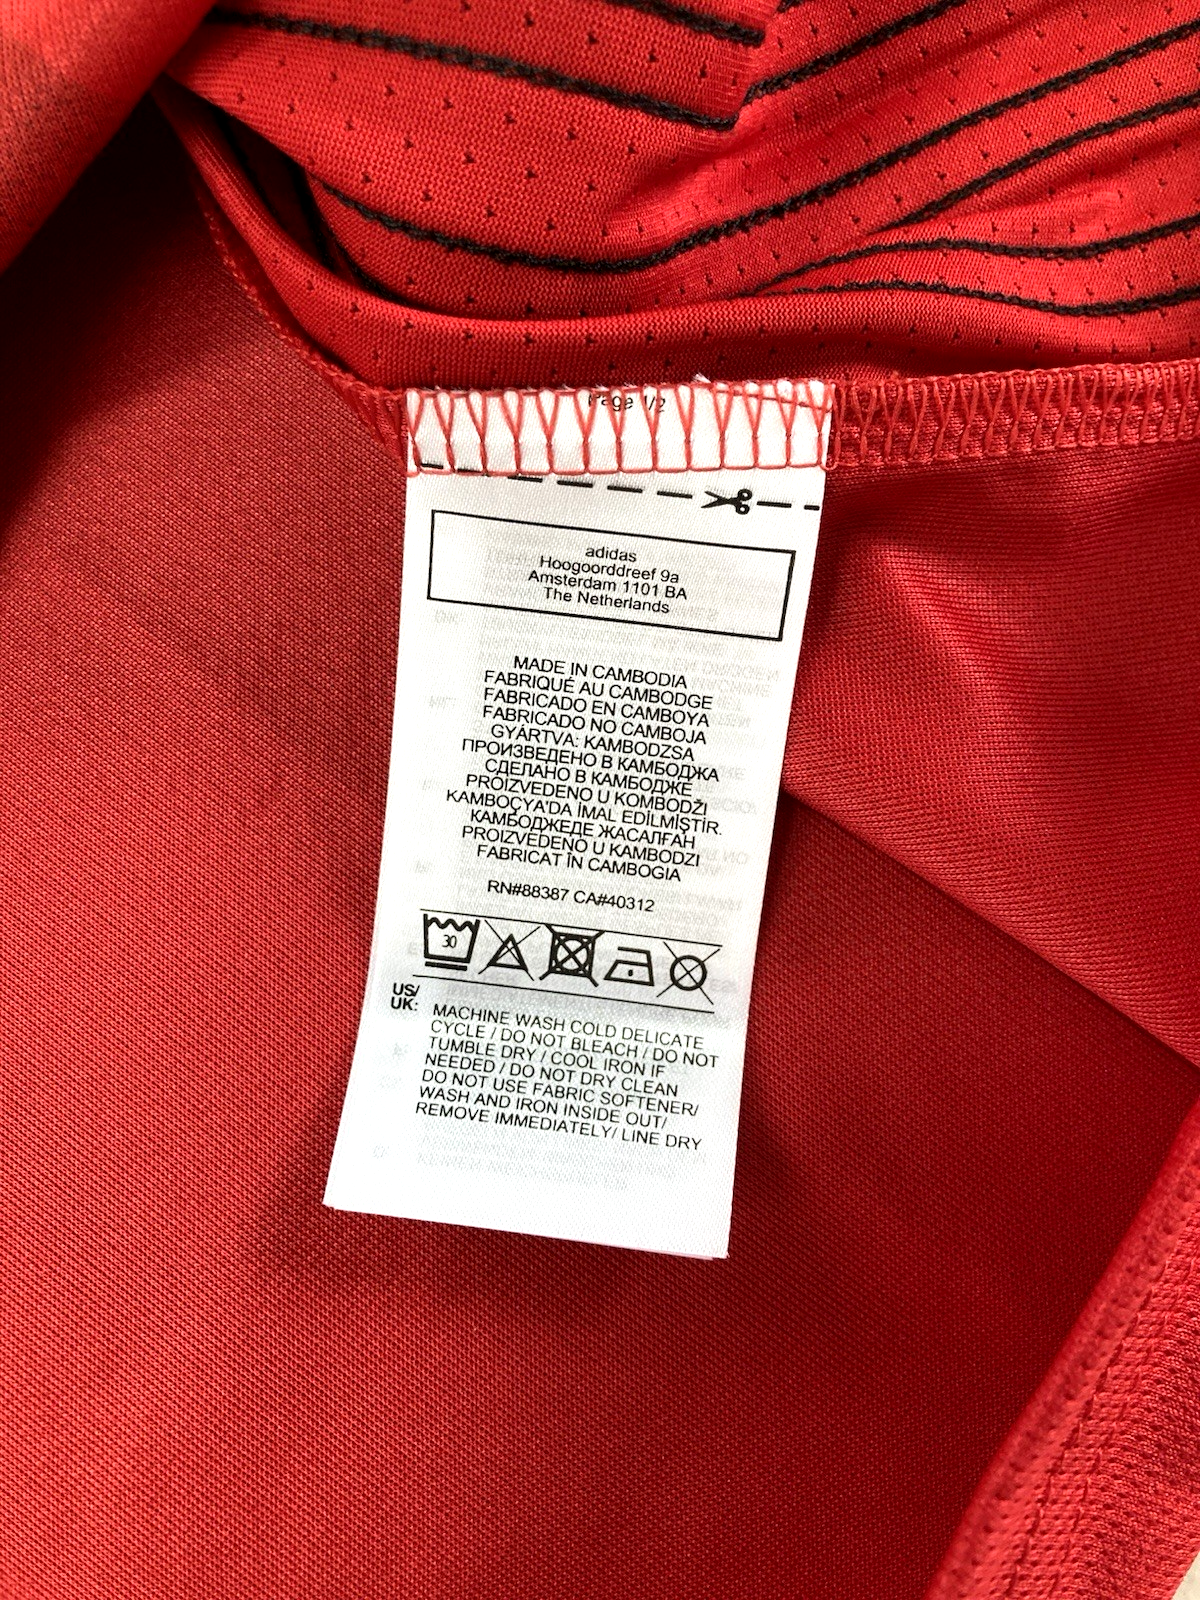 Page 1/2
adidas
Hoogoorddreef 9a
Amsterdam 1101 BA
The Netherlands
MADE IN CAMBODIA
FABRIQUÉ AU CAMBODGE
FABRICADO EN CAMBOYA
FABRICADO NO CAMBOJA
GYÁRTVA: KAMBODZSA
ПРОИЗВЕДЕНО В КАМБОДЖА
СДЕЛАНО В КАМБОДЖЕ
PROIZVEDENO U KOMBODŽI
KAMBOÇYA'DA İMAL EDİLMİŞTİR.
КАМБОДЖЕДЕ ЖАСАЛҒАН
PROIZVEDENO U KAMBODZI
FABRICAT ÎN CAMBOGIA
RN#88387 CA#40312
30
US/
UK:
MACHINE WASH COLD DELICATE
CYCLE / DO NOT BLEACH / DO NOT
TUMBLE DRY / COOL IRON IF
NEEDED / DO NOT DRY CLEAN
DO NOT USE FABRIC SOFTENER/
WASH AND IRON INSIDE OUT/
REMOVE IMMEDIATELY/ LINE DRY